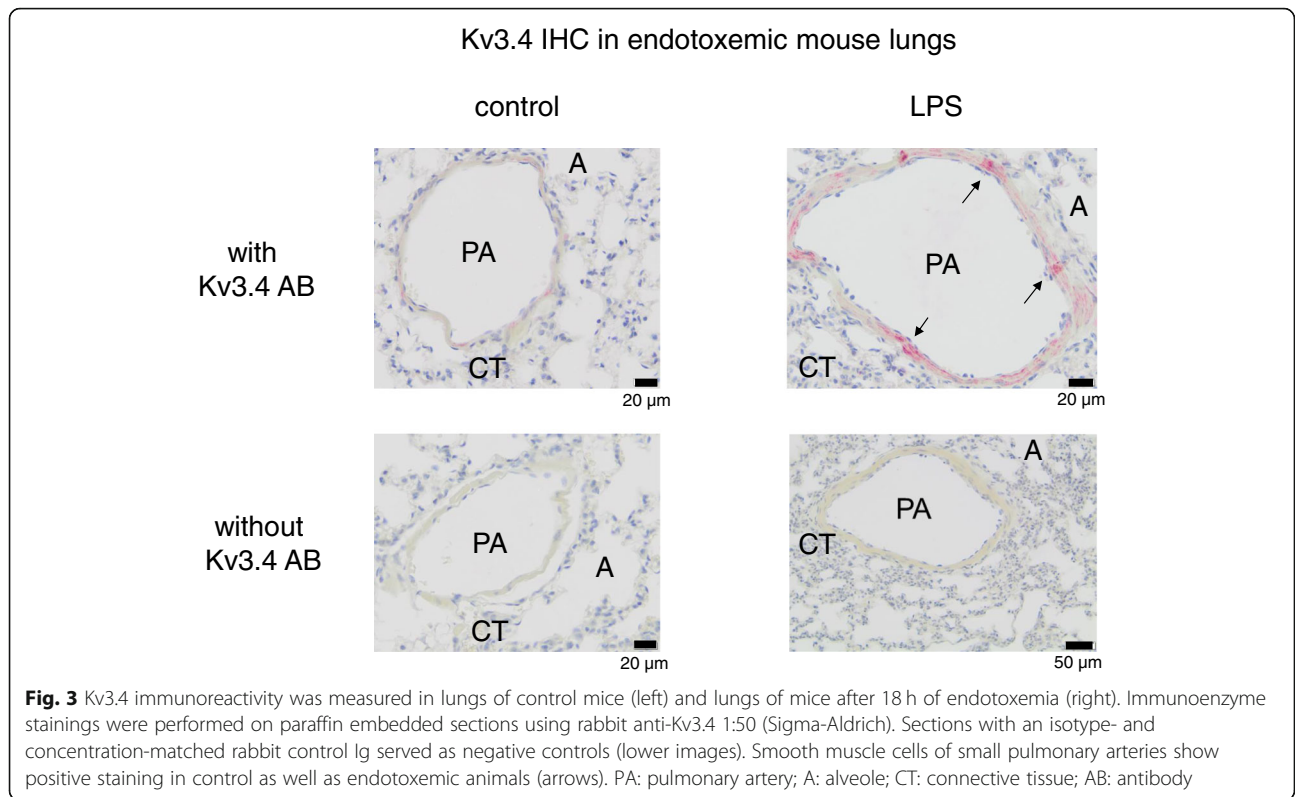 Kv3.4 IHC in endotoxemic mouse lungs
control
LPS
with
Kv3.4 AB
A
PA
CT
20 µm
A
PA
CT
20 µm
without
Kv3.4 AB
PA
A
CT
20 µm
A
PA
CT
50 µm
Fig. 3 Kv3.4 immunoreactivity was measured in lungs of control mice (left) and lungs of mice after 18 h of endotoxemia (right). Immunoenzyme
stainings were performed on paraffin embedded sections using rabbit anti-Kv3.4 1:50 (Sigma-Aldrich). Sections with an isotype- and
concentration-matched rabbit control Ig served as negative controls (lower images). Smooth muscle cells of small pulmonary arteries show
positive staining in control as well as endotoxemic animals (arrows). PA: pulmonary artery; A: alveole; CT: connective tissue; AB: antibody